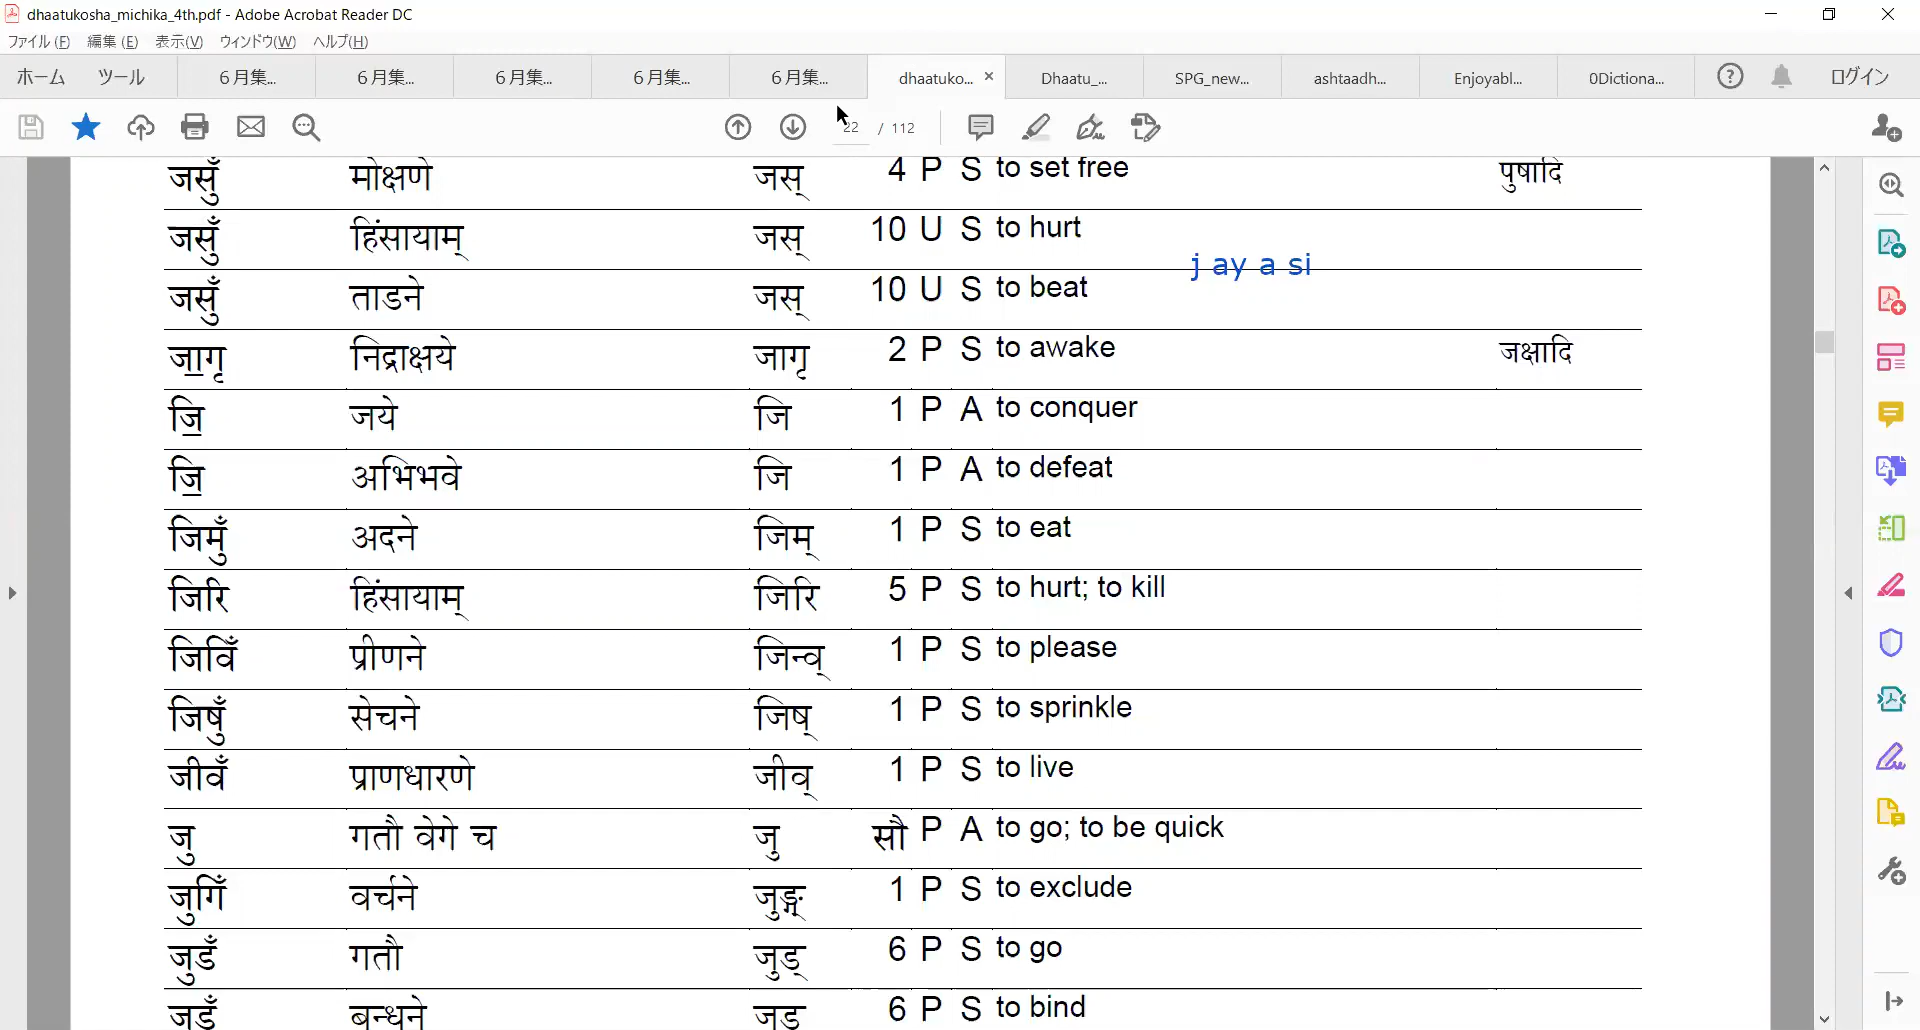 dhaatukosha_michika_4th.pdf - Adobe Acrobat Reader DC
ファイル(F) 編集(E) 表示(V) ウィンドウ(W) ヘルプ(H)
ホーム ツール 6月集... 6月集... 6月集... 6月集... 6月集... dhaatuko... × Dhaatu_... SPG_new... ashtaadh... Enjoyabl... 0Dictiona... ログイン
22 / 112
जसुँ मोक्षणे जस् 4 P S to set free पुषादि
जसुँ हिंसायाम् जस् 10 U S to hurt
j ay a si
जसुँ ताडने जस् 10 U S to beat
जागृ निद्राक्षये जागृ 2 P S to awake जक्षादि
जि जये जि 1 P A to conquer
जि अभिभवे जि 1 P A to defeat
जिमुँ अदने जिम् 1 P S to eat
जिरि हिंसायाम् जिरि 5 P S to hurt; to kill
जिविँ प्रीणने जिन्व् 1 P S to please
जिषुँ सेचने जिष् 1 P S to sprinkle
जीवँ प्राणधारणे जीव् 1 P S to live
जु गतौ वेगे च जु सौ P A to go; to be quick
जुगिँ वर्चने जुङ्ग् 1 P S to exclude
जुडँ गतौ जुड् 6 P S to go
जुडँ बन्धने जुड 6 P S to bind